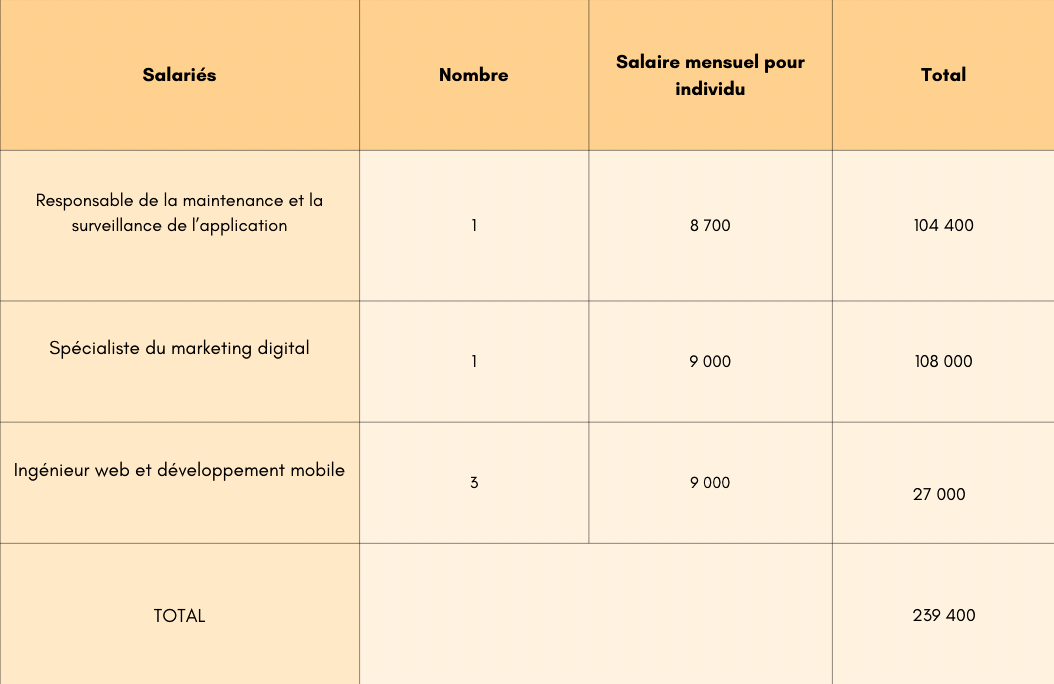 Salariés
Nombre
Salaire mensuel pour
individu
Total
Responsable de la maintenance et la
surveillance de l’application
1
8 700
104 400
Spécialiste du marketing digital
1
9 000
108 000
Ingénieur web et développement mobile
3
9 000
27 000
TOTAL
239 400